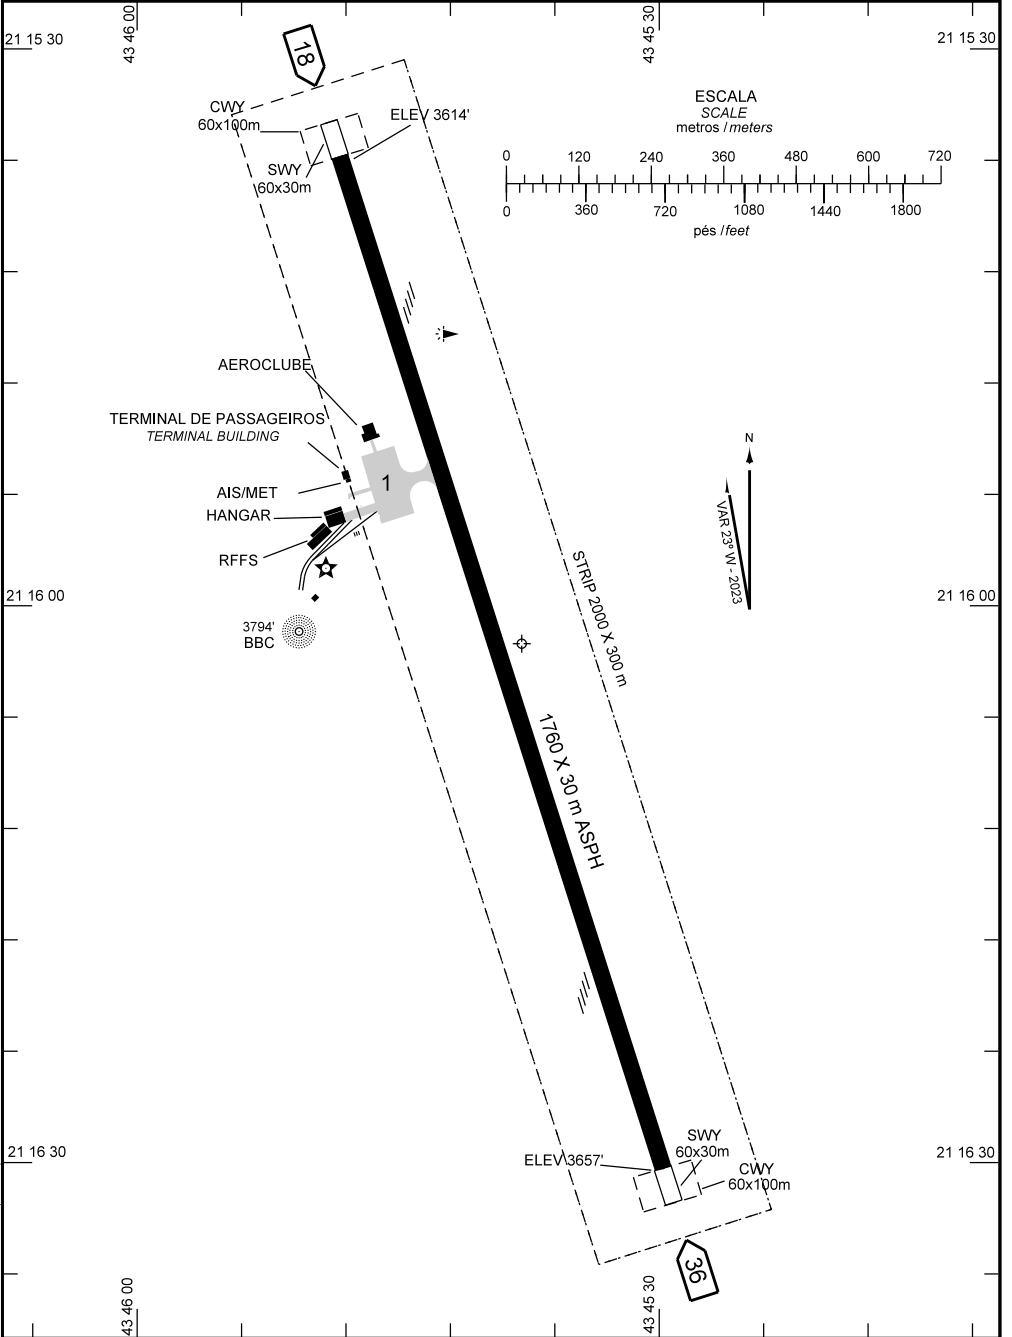 43 46 00
43 45 30
21 15 30
21 15 30
18
CWY
60x100m
ELEV 3614'
SWY
60x30m
ESCALA
SCALE
metros / meters
0 120 240 360 480 600 720
0 360 720 1080 1440 1800
pés / feet
AEROCLUBE
TERMINAL DE PASSAGEIROS
TERMINAL BUILDING
AIS/MET
HANGAR
RFFS
1
N
VAR 23° W - 2023
STRIP 2000 X 300 m
21 16 00
21 16 00
3794'
BBC
1760 X 30 m ASPH
21 16 30
21 16 30
ELEV 3657'
SWY
60x30m
CWY
60x100m
36
43 46 00
43 45 30